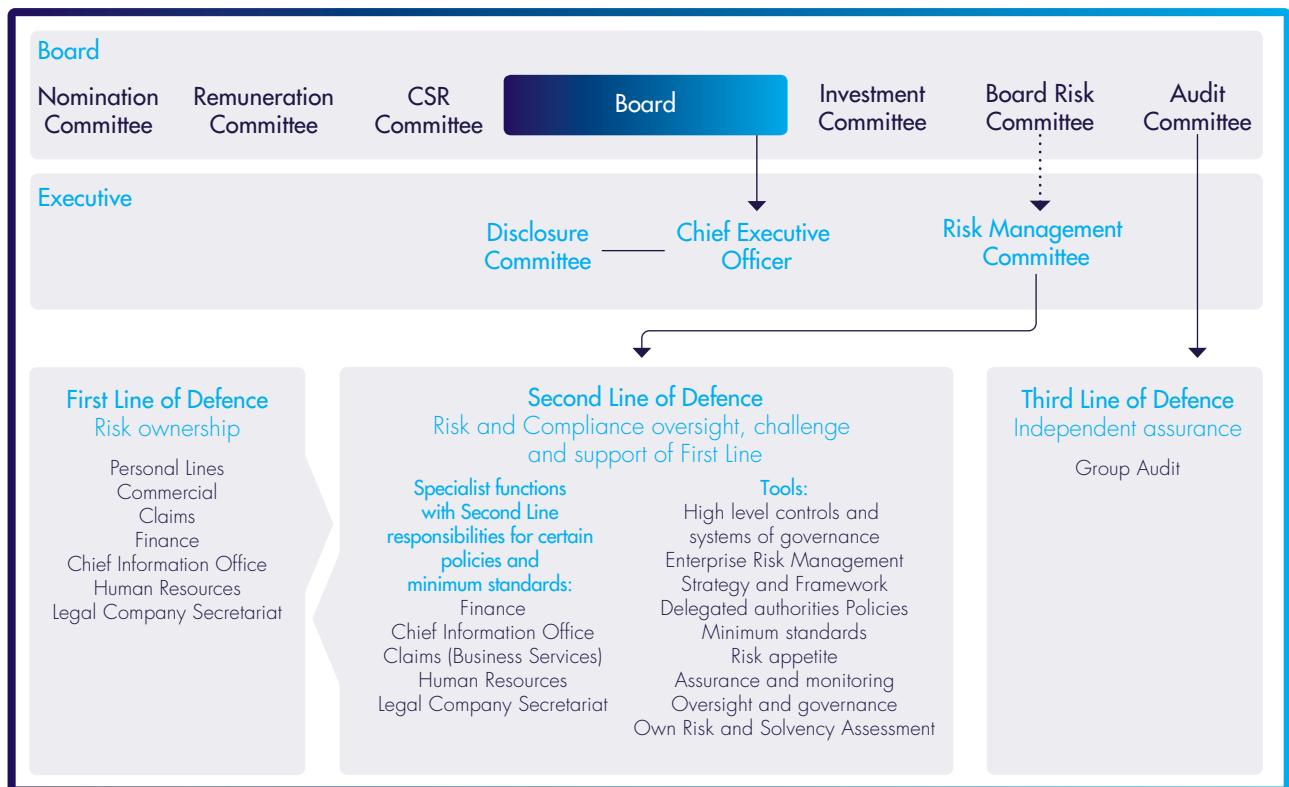 Board
Nomination
Committee
Remuneration
Committee
CSR
Committee
Board
Investment
Committee
Board Risk
Committee
Audit
Committee
Executive
Disclosure
Committee
Chief Executive
Officer
Risk Management
Committee
First Line of Defence
Risk ownership
Personal Lines
Commercial
Claims
Finance
Chief Information Office
Human Resources
Legal Company Secretariat
Second Line of Defence
Risk and Compliance oversight, challenge
and support of First Line
Specialist functions
with Second Line
responsibilities for certain
policies and
minimum standards:
Finance
Chief Information Office
Claims (Business Services)
Human Resources
Legal Company Secretariat
Tools:
High level controls and
systems of governance
Enterprise Risk Management
Strategy and Framework
Delegated authorities Policies
Minimum standards
Risk appetite
Assurance and monitoring
Oversight and governance
Own Risk and Solvency Assessment
Third Line of Defence
Independent assurance
Group Audit